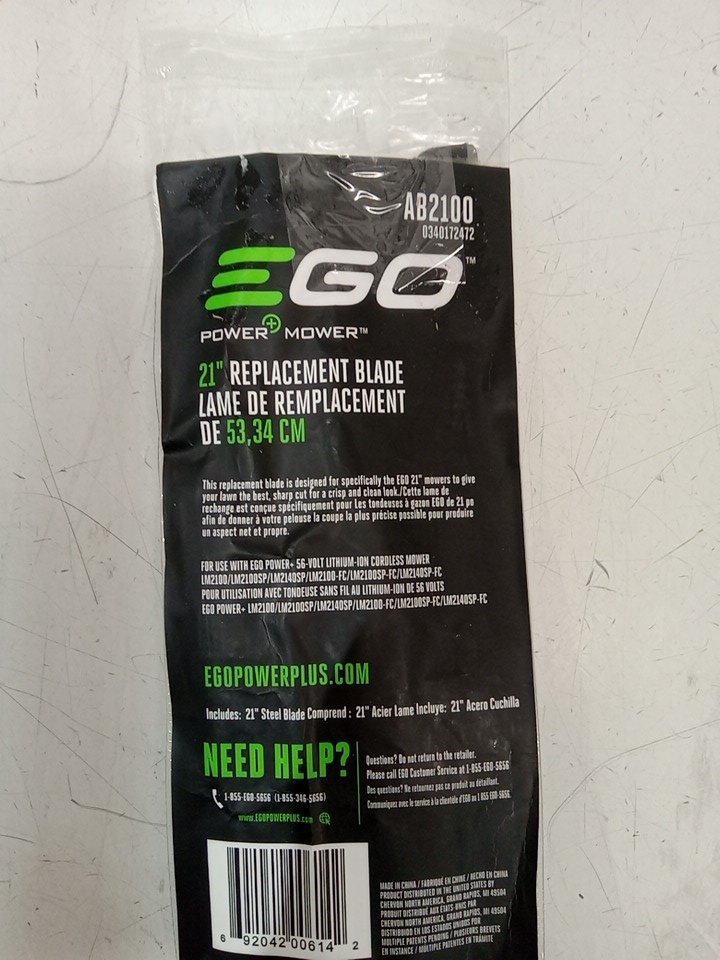 AB2100
0340172472
EGO™
POWER+ MOWER™
21" REPLACEMENT BLADE
LAME DE REMPLACEMENT
DE 53,34 CM
This replacement blade is designed for specifically the EGO 21" mowers to give
your lawn the best, sharp cut for a crisp and clean look./Cette lame de
rechange est conçue spécifiquement pour Les tondeuses à gazon EGO de 21 po
afin de donner à votre pelouse la coupe la plus précise possible pour produire
un aspect net et propre.
FOR USE WITH EGO POWER+ 56-VOLT LITHIUM-ION CORDLESS MOWER
LM2100/LM2100SP/LM2140SP/LM2100-FC/LM2100SP-FC/LM2140SP-FC
POUR UTILISATION AVEC TONDEUSE SANS FIL AU LITHIUM-ION DE 56 VOLTS
EGO POWER+ LM2100/LM2100SP/LM2140SP/LM2100-FC/LM2100SP-FC/LM2140SP-FC
EGOPOWERPLUS.COM
Includes: 21" Steel Blade Comprend : 21" Acier Lame Incluye: 21" Acero Cuchilla
NEED HELP?
1-855-EGO-5656 (1-855-346-5656)
www.EGOPOWERPLUS.com
Questions? Do not return to the retailer.
Please call EGO Customer Service at 1-855-EGO-5656
Des questions? Ne retournez pas ce produit au détaillant.
Communiquez avec le service à la clientèle d'EGO au 1 855 EGO-5656.
6 92042 00614 2
MADE IN CHINA / FABRIQUÉ EN CHINE / HECHO EN CHINA
PRODUCT DISTRIBUTED IN THE UNITED STATES BY
CHERVON NORTH AMERICA, GRAND RAPIDS, MI 49504
PRODUIT DISTRIBUÉ AUX ÉTATS-UNIS PAR
CHERVON NORTH AMERICA, GRAND RAPIDS, MI 49504
DISTRIBUIDO EN LOS ESTADOS UNIDOS POR
CHERVON NORTH AMERICA, GRAND RAPIDS, MI 49504
MULTIPLE PATENTS PENDING / PLUSIEURS BREVETS
EN INSTANCE / MÚLTIPLES PATENTES EN TRÁMITE